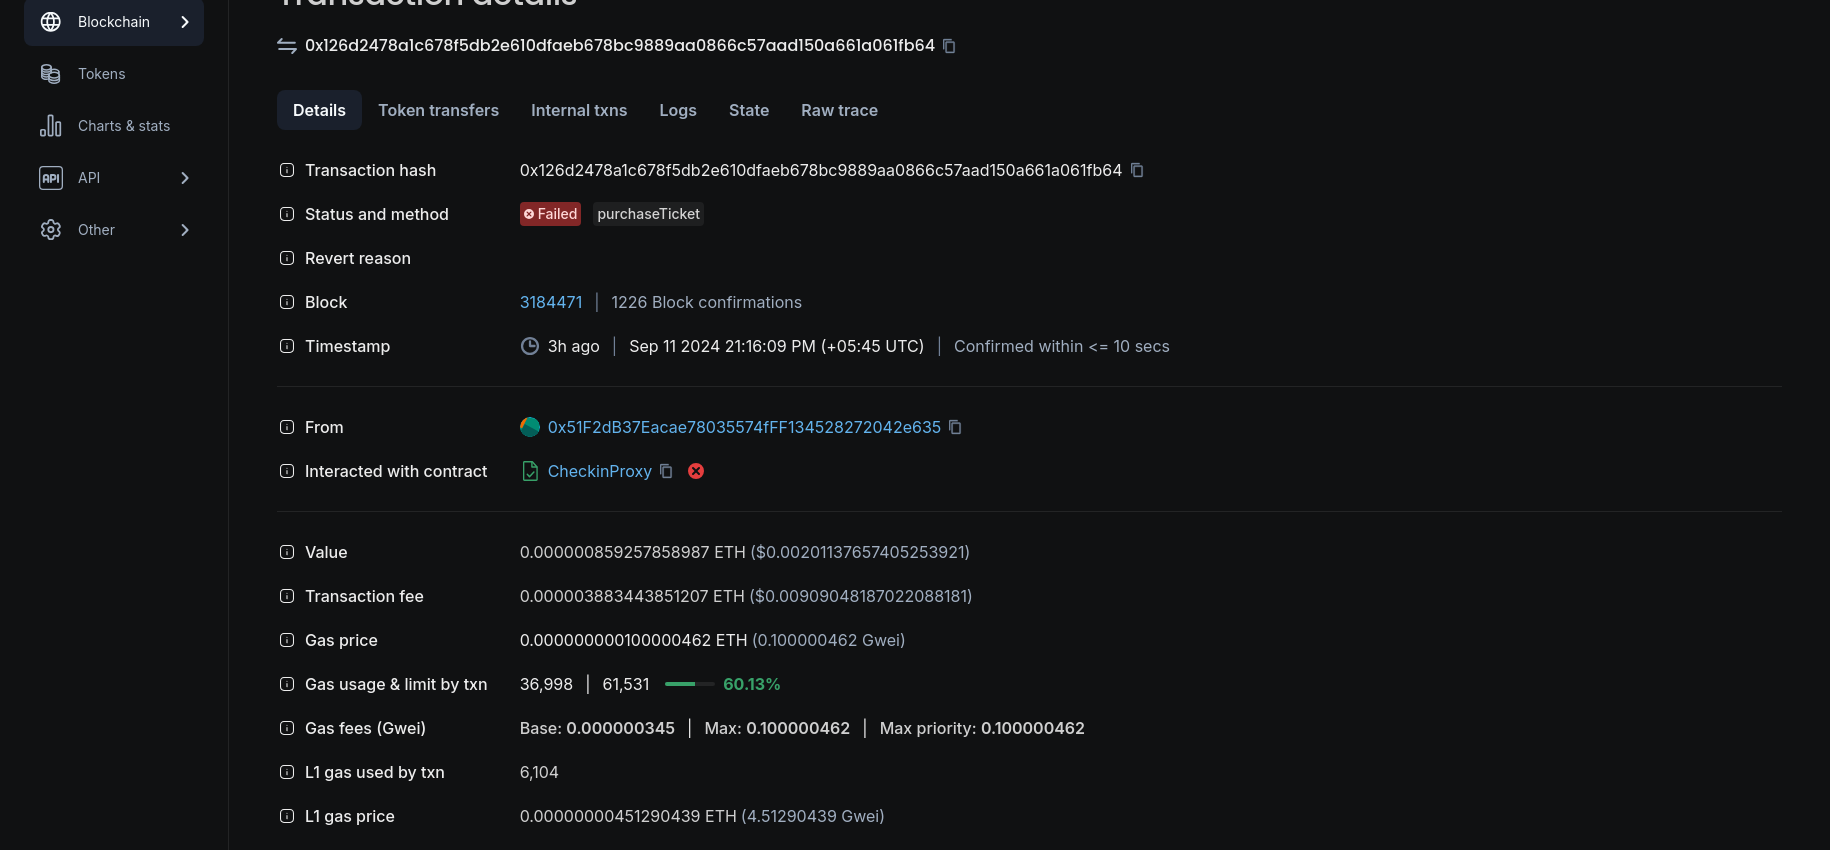 Transaction details
Blockchain
Tokens
Charts & stats
API
API
Other
0x126d2478a1c678f5db2e610dfaeb678bc9889aa0866c57aad150a661a061fb64
Details Token transfers Internal txns Logs State Raw trace
Transaction hash 0x126d2478a1c678f5db2e610dfaeb678bc9889aa0866c57aad150a661a061fb64
Status and method Failed purchaseTicket
Revert reason
Block 3184471 | 1226 Block confirmations
Timestamp 3h ago | Sep 11 2024 21:16:09 PM (+05:45 UTC) | Confirmed within <= 10 secs
From 0x51F2dB37Eacae78035574fFF134528272042e635
Interacted with contract CheckinProxy
Value 0.000000859257858987 ETH ($0.00201137657405253921)
Transaction fee 0.000003883443851207 ETH ($0.00909048187022088181)
Gas price 0.000000000100000462 ETH (0.100000462 Gwei)
Gas usage & limit by txn 36,998 | 61,531 60.13%
Gas fees (Gwei) Base: 0.000000345 | Max: 0.100000462 | Max priority: 0.100000462
L1 gas used by txn 6,104
L1 gas price 0.00000000451290439 ETH (4.51290439 Gwei)